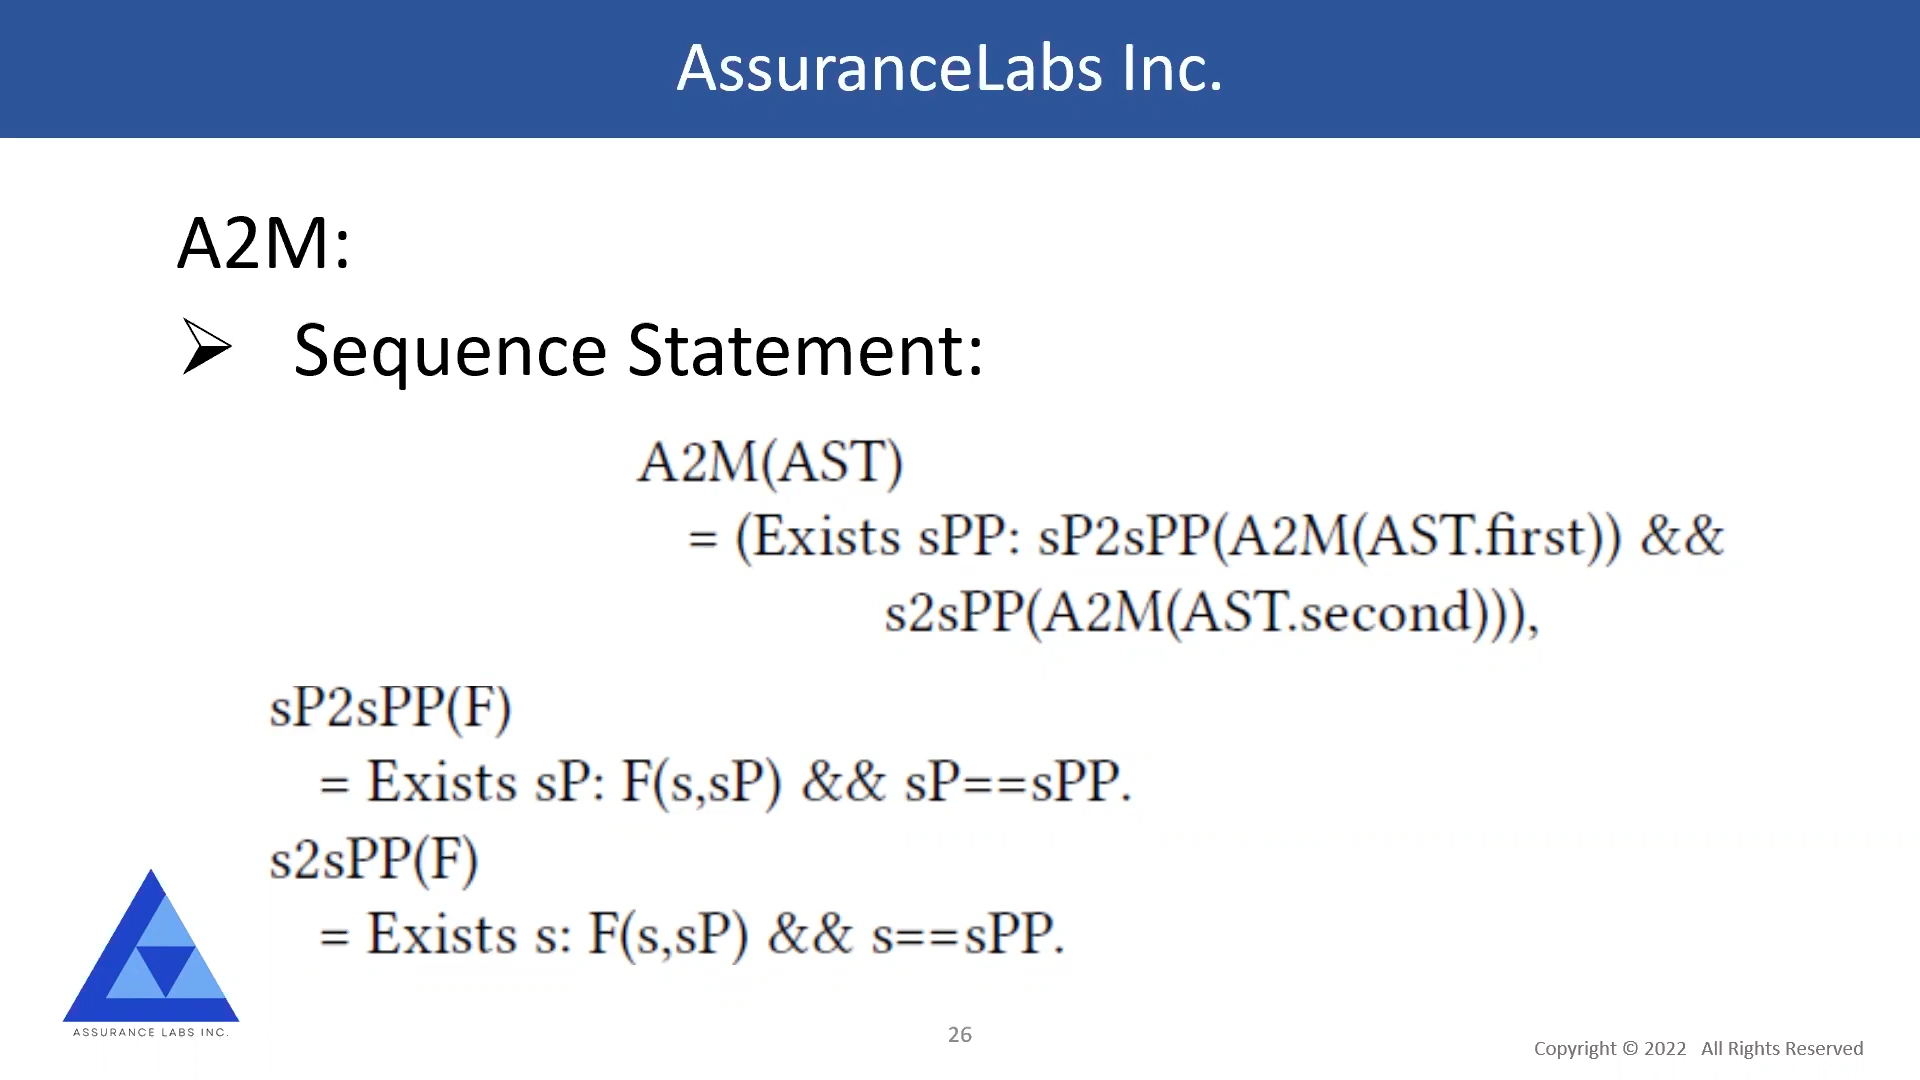 AssuranceLabs Inc.
A2M:
Sequence Statement:
A2M(AST)
= (Exists sPP: sP2sPP(A2M(AST.first)) &&
s2sPP(A2M(AST.second))),
sP2sPP(F)
= Exists sP: F(s,sP) && sP==sPP.
s2sPP(F)
= Exists s: F(s,sP) && s==sPP.
ASSURANCE LABS INC.
26
Copyright © 2022 All Rights Reserved